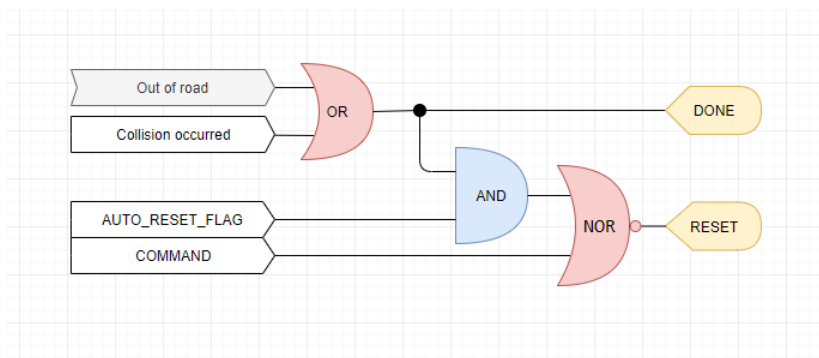 Out of road
OR
DONE
Collision occurred
AND
AUTO_RESET_FLAG
NOR
RESET
COMMAND